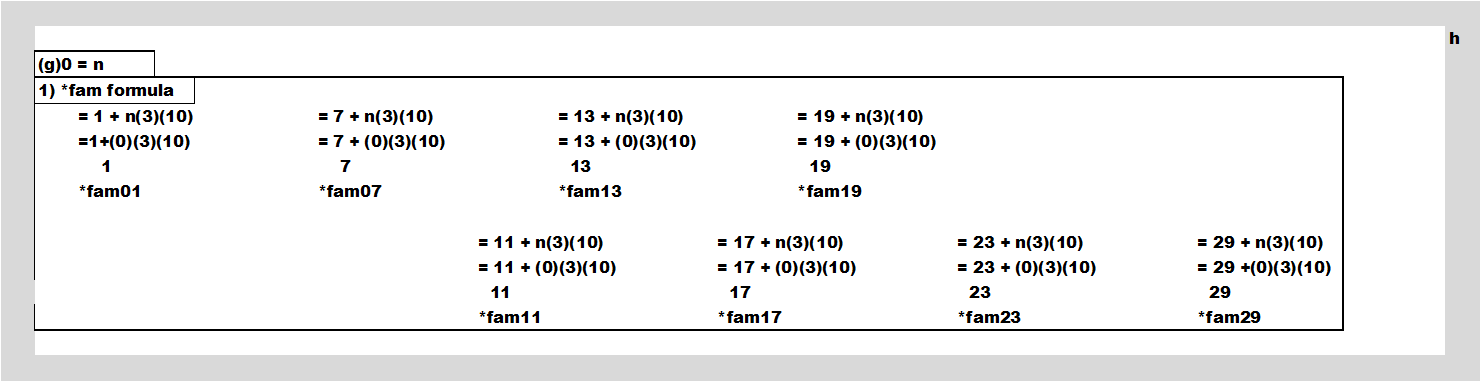 h
(g)0 = n
1) *fam formula
= 1 + n(3)(10) = 7 + n(3)(10) = 13 + n(3)(10) = 19 + n(3)(10)
=1+(0)(3)(10) = 7 + (0)(3)(10) = 13 + (0)(3)(10) = 19 + (0)(3)(10)
1 7 13 19
*fam01 *fam07 *fam13 *fam19
= 11 + n(3)(10) = 17 + n(3)(10) = 23 + n(3)(10) = 29 + n(3)(10)
= 11 + (0)(3)(10) = 17 + (0)(3)(10) = 23 + (0)(3)(10) = 29 +(0)(3)(10)
11 17 23 29
*fam11 *fam17 *fam23 *fam29